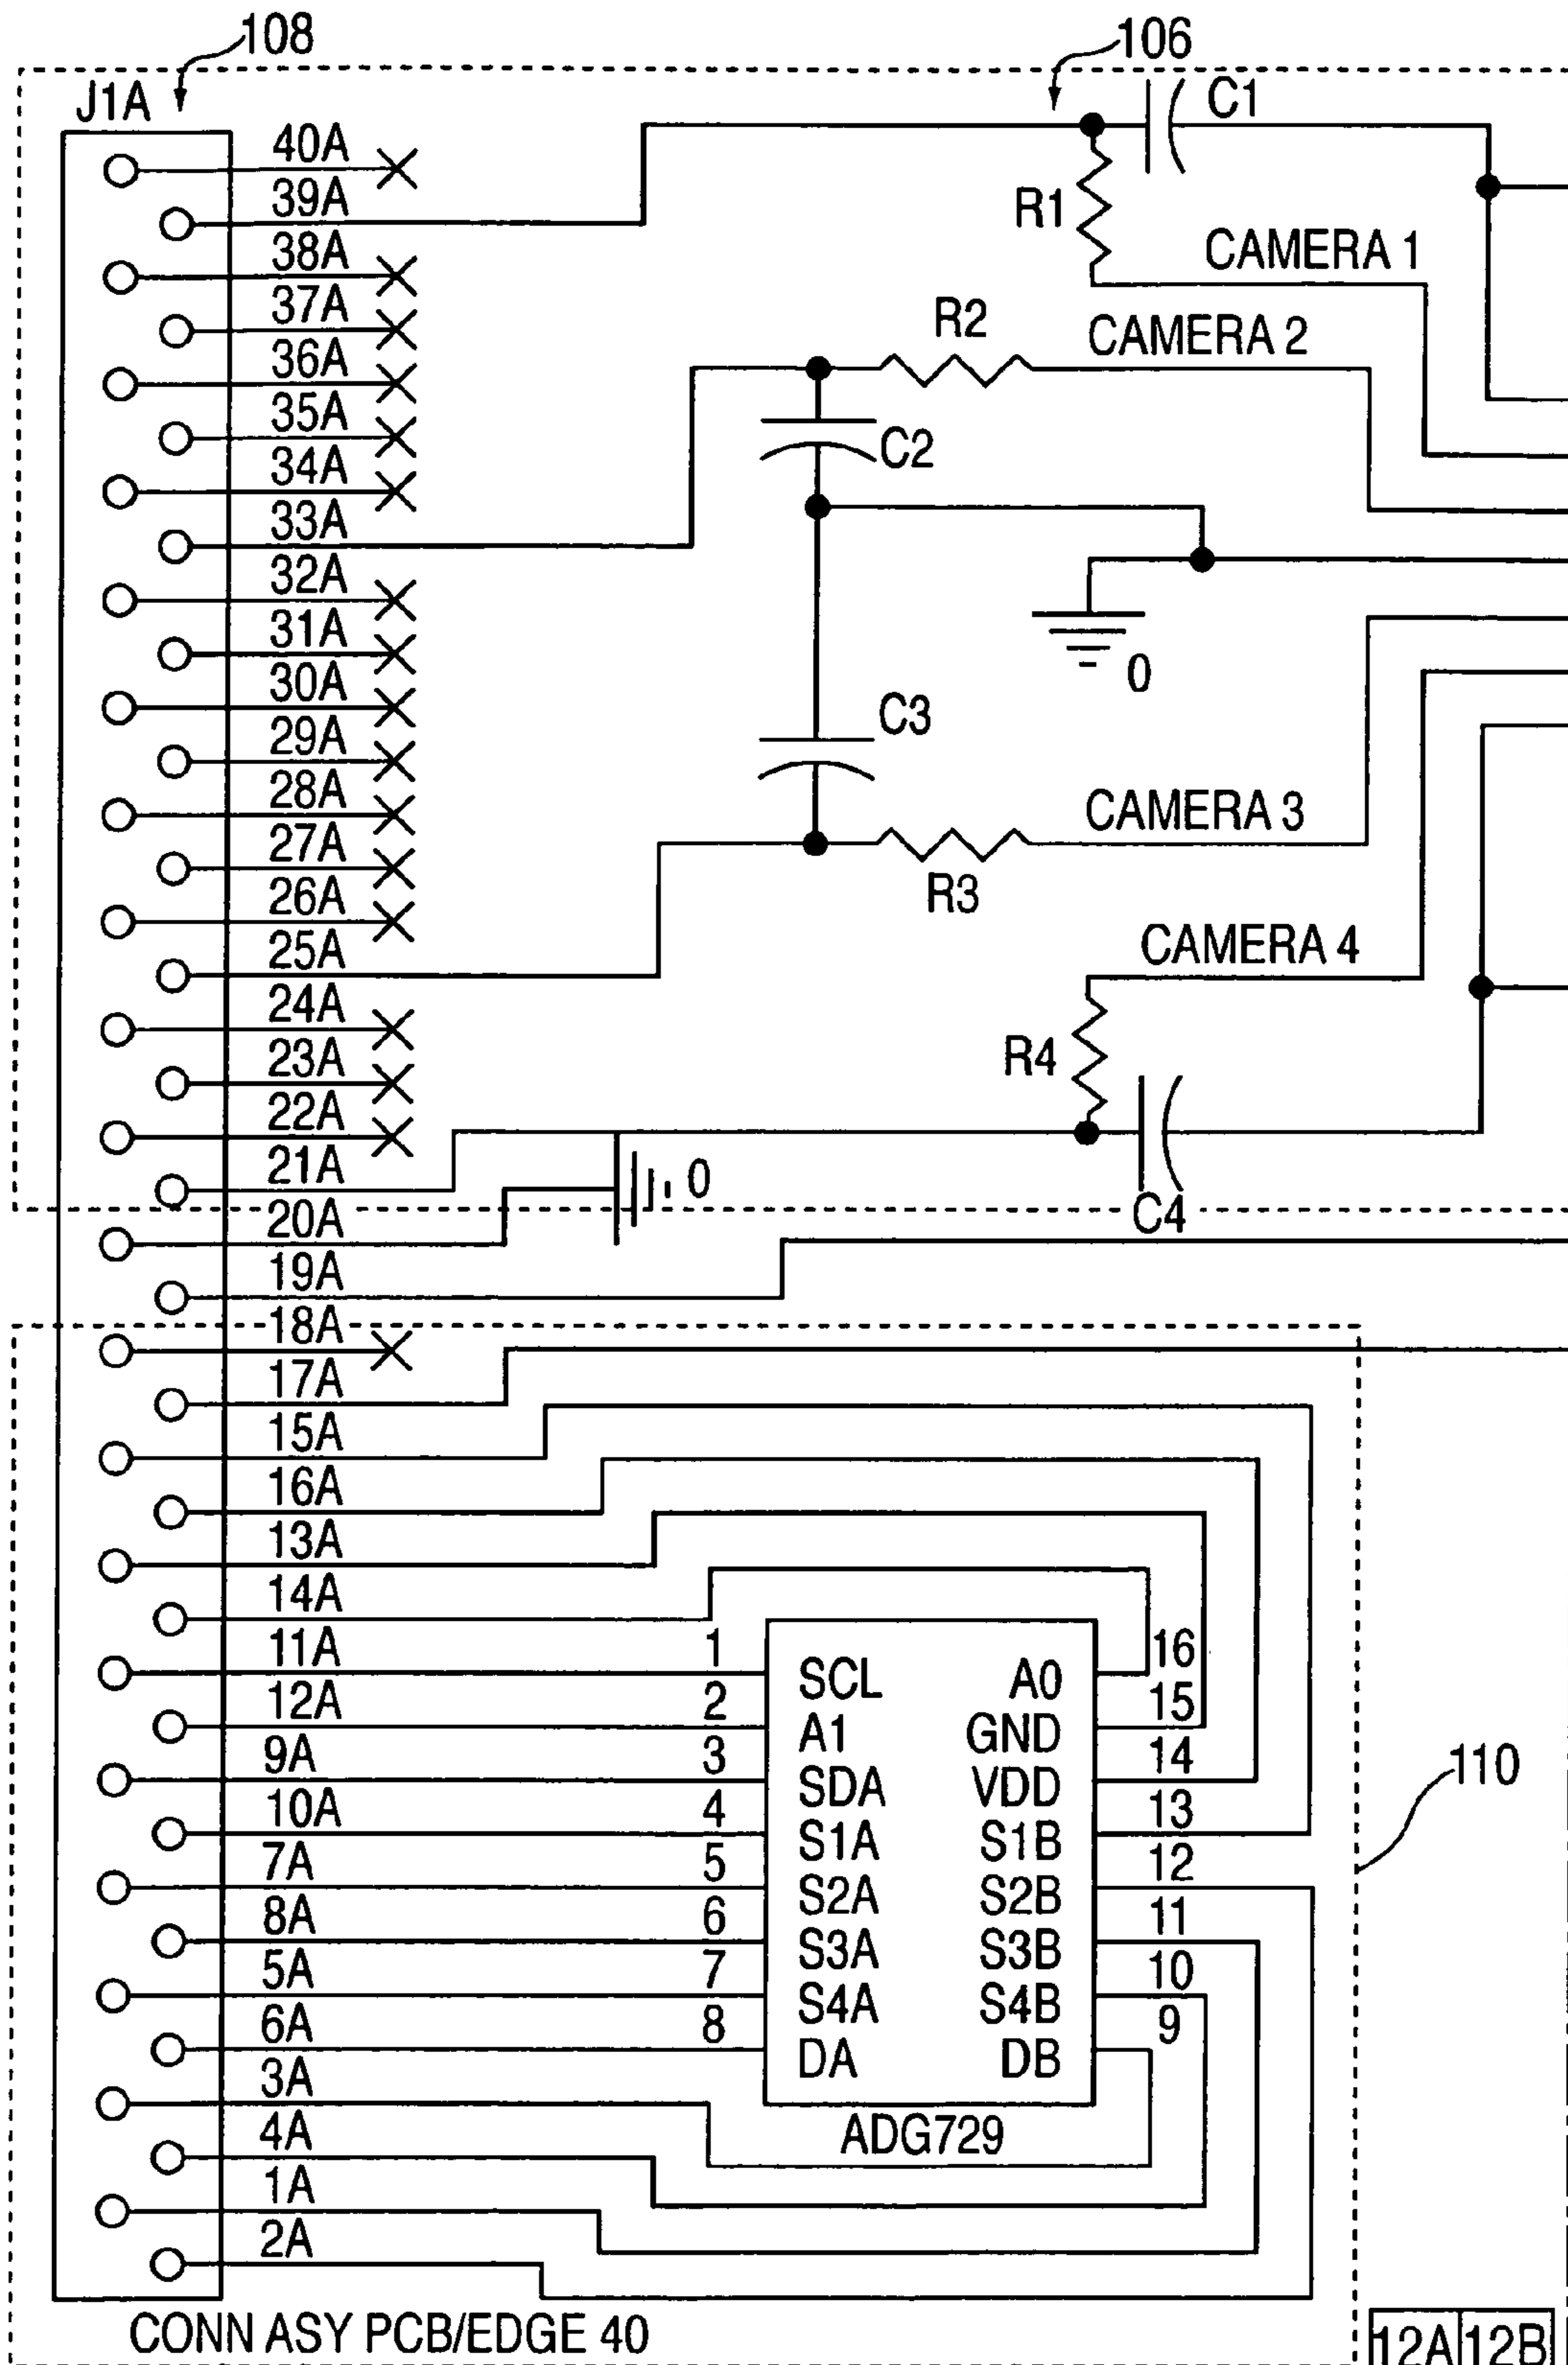 108
106
J1A
C1
40A
39A
R1
38A
CAMERA 1
37A
R2
CAMERA 2
36A
35A
C2
34A
33A
32A
31A
0
30A
C3
29A
28A
CAMERA 3
27A
R3
26A
25A
CAMERA 4
24A
R4
23A
22A
21A
0
20A
C4
19A
18A
17A
15A
16A
13A
14A
11A
1
SCL
A0
16
12A
2
A1
GND
15
9A
3
SDA
VDD
14
110
10A
4
S1A
S1B
13
7A
5
S2A
S2B
12
8A
6
S3A
S3B
11
5A
7
S4A
S4B
10
6A
8
DA
DB
9
3A
ADG729
4A
1A
2A
CONN ASY PCB/EDGE 40
12A 12B